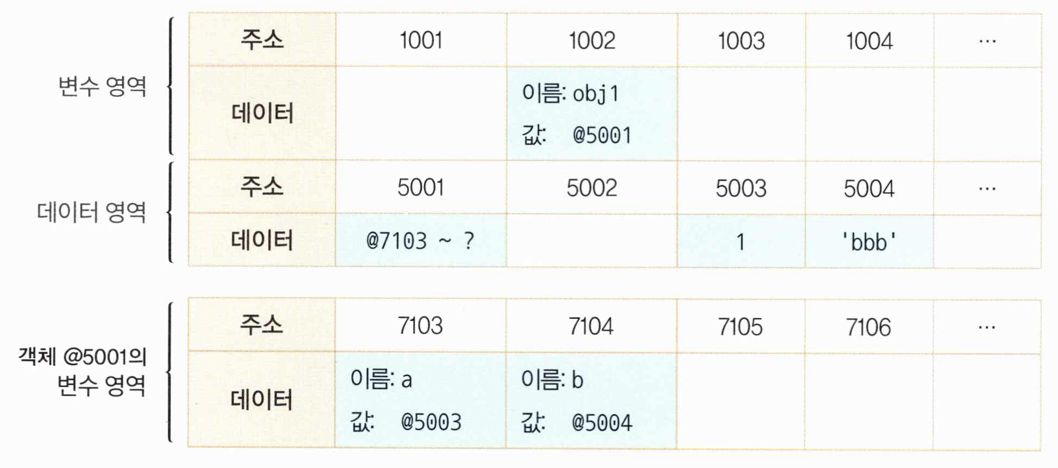 변수 영역
주소 1001 1002 1003 1004 ...
데이터
이름: obj1
값: @5001
데이터 영역
주소 5001 5002 5003 5004 ...
데이터 @7103 ~ ? 1 'bbb'
객체 @5001의
변수 영역
주소 7103 7104 7105 7106 ...
데이터
이름: a 이름: b
값: @5003 값: @5004